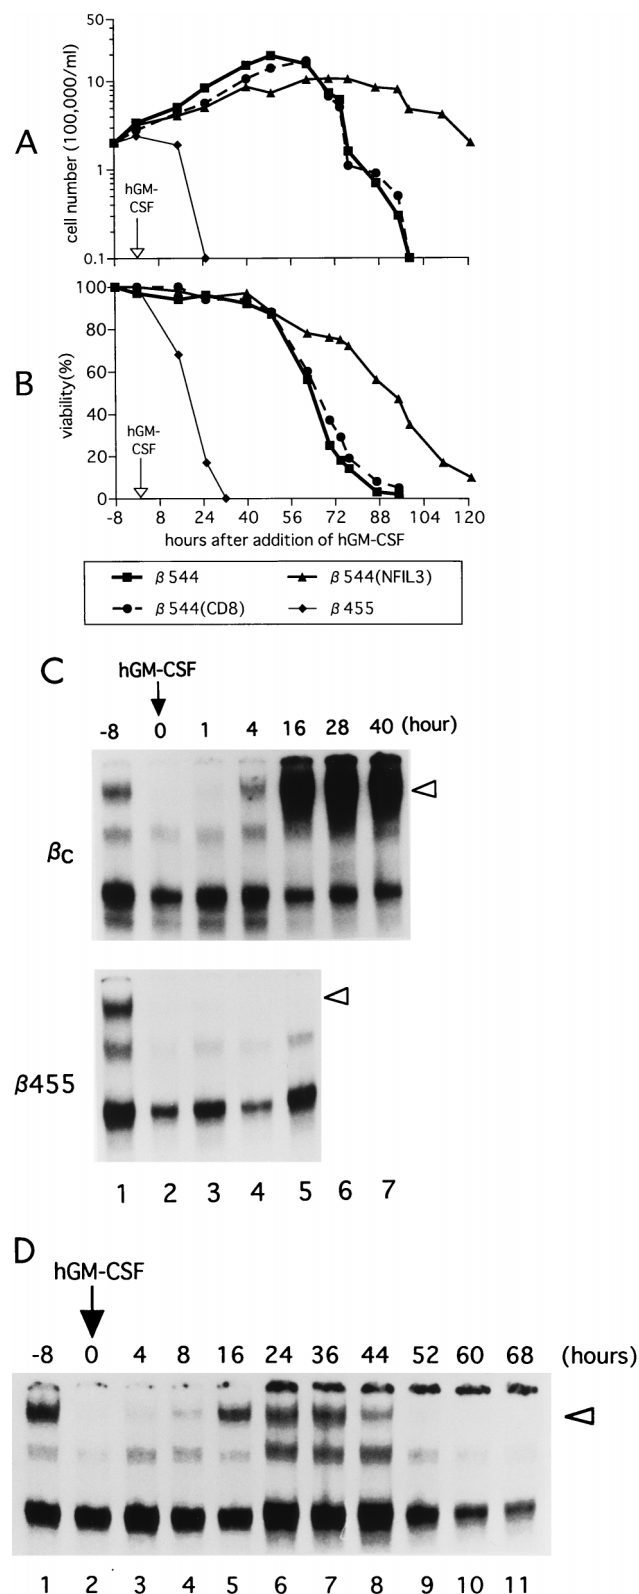 A
cell number (100,000/ml)
50
10
1
0.1
hGM-
CSF
B
viability(%)
100
80
60
40
20
0
hGM-
CSF
-8 8 24 40 56 72 88 104 120
hours after addition of hGM-CSF
β544 β544(NFIL3)
β544(CD8) β455
C
hGM-CSF
-8 0 1 4 16 28 40 (hour)
βc
β455
1 2 3 4 5 6 7
D
hGM-CSF
-8 0 4 8 16 24 36 44 52 60 68 (hours)
1 2 3 4 5 6 7 8 9 10 11